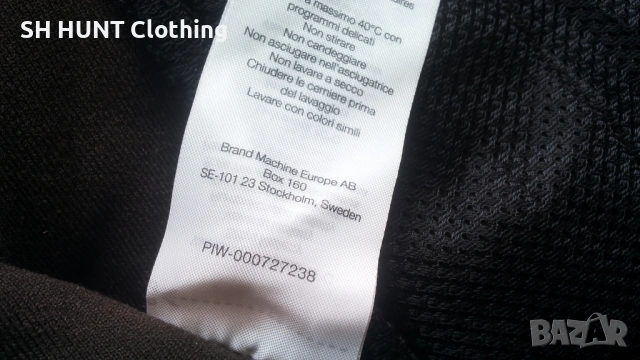 SH HUNT Clothing
a massimo 40°C con
programmi delicati
Non stirare
Non candeggiare
Non asciugare nell'asciugatrice
Non lavare a secco
Chiudere le cerniere prima
del lavaggio
Lavare con colori simili
Brand Machine Europe AB
Box 160
SE-101 23 Stockholm, Sweden
PIW-000727238
BAZAR